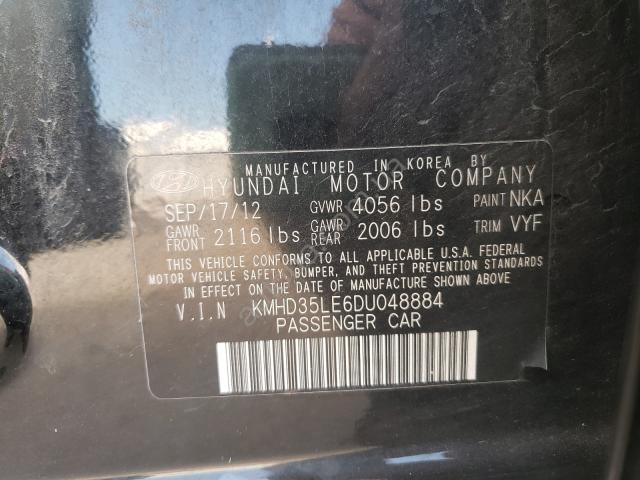 MANUFACTURED IN KOREA BY
HYUNDAI MOTOR COMPANY
SEP/17/12 GVWR 4056 lbs PAINT NKA
GAWR FRONT 2116 lbs GAWR REAR 2006 lbs TRIM VYF
THIS VEHICLE CONFORMS TO ALL APPLICABLE U.S.A. FEDERAL
MOTOR VEHICLE SAFETY, BUMPER, AND THEFT PREVENTION STANDARDS
IN EFFECT ON THE DATE OF MANUFACTURE SHOWN ABOVE.
V.I.N KMHD35LE6DU048884
PASSENGER CAR